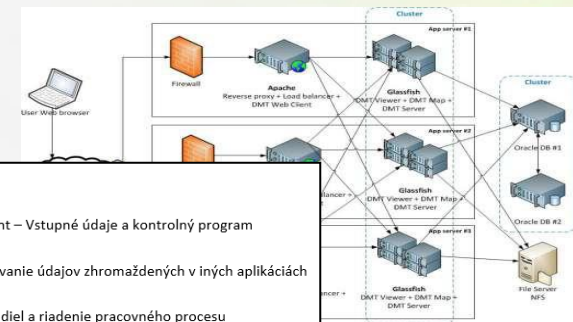 Cluster
App server #1
Firewall
Apache
Reverse proxy + Load balancer +
DMT Web Client
Glassfish
DMT Viewer + DMT Map +
DMT Server
User Web browser
Cluster
Oracle DB #1
App server #2
Glassfish
DMT Viewer + DMT Map +
DMT Server
Oracle DB #2
nt – Vstupné údaje a kontrolný program
vanie údajov zhromaždených v iných aplikáciách
diel a riadenie pracovného procesu
App server #3
Glassfish
DMT Viewer + DMT Map +
DMT Server
File Server
NFS